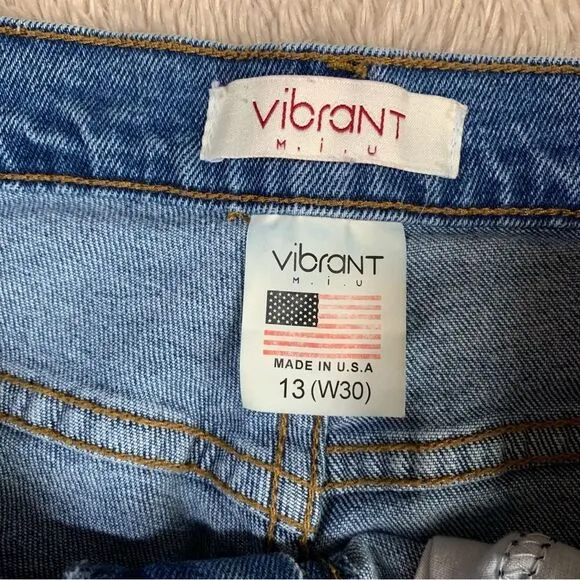 VibraNT
M.i.U
VibraNT
M.i.U
MADE IN U.S.A
13 (W30)